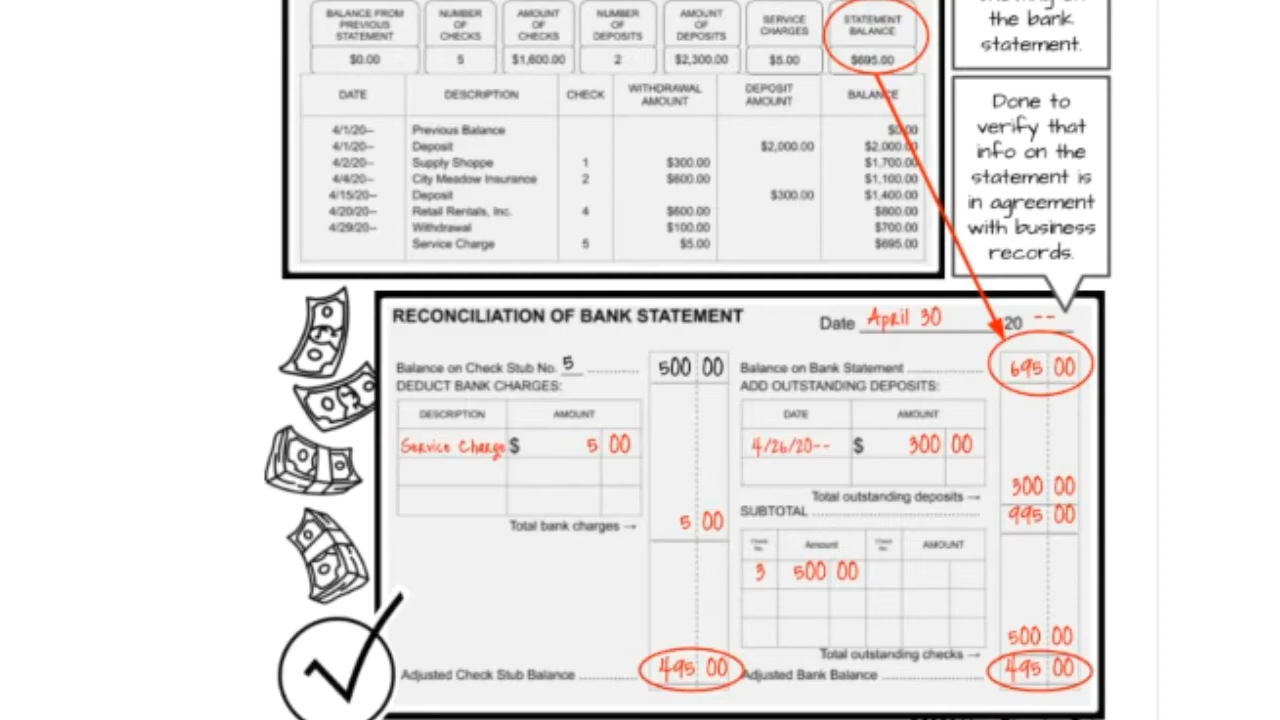 the bank
statement.
BALANCE FROM PREVIOUS STATEMENT NUMBER OF CHECKS AMOUNT OF CHECKS NUMBER OF DEPOSITS AMOUNT OF DEPOSITS SERVICE CHARGES STATEMENT BALANCE
$0.00 5 $1,600.00 2 $2,300.00 $5.00 $695.00
DATE DESCRIPTION CHECK WITHDRAWAL AMOUNT DEPOSIT AMOUNT BALANCE
4/1/20-- Previous Balance $0.00
4/1/20-- Deposit $2,000.00 $2,000.00
4/2/20-- Supply Shoppe 1 $300.00 $1,700.00
4/4/20-- City Meadow Insurance 2 $600.00 $1,100.00
4/15/20-- Deposit $300.00 $1,400.00
4/20/20-- Retail Rentals, Inc. 4 $600.00 $800.00
4/29/20-- Withdrawal $100.00 $700.00
Service Charge 5 $5.00 $695.00
Done to
verify that
info on the
statement is
in agreement
with business
records.
RECONCILIATION OF BANK STATEMENT Date April 30 20 --
Balance on Check Stub No. 5 .......... 500 00
DEDUCT BANK CHARGES:
DESCRIPTION AMOUNT
Service Charge $ 5 00
Total bank charges → 5 00
Adjusted Check Stub Balance .......... 495 00
Balance on Bank Statement .......... 695 00
ADD OUTSTANDING DEPOSITS:
DATE AMOUNT
4/26/20-- $ 300 00
Total outstanding deposits → 300 00
SUBTOTAL .......... 995 00
Check No. Amount Check No. AMOUNT
3 500 00
Total outstanding checks → 500 00
Adjusted Bank Balance .......... 495 00